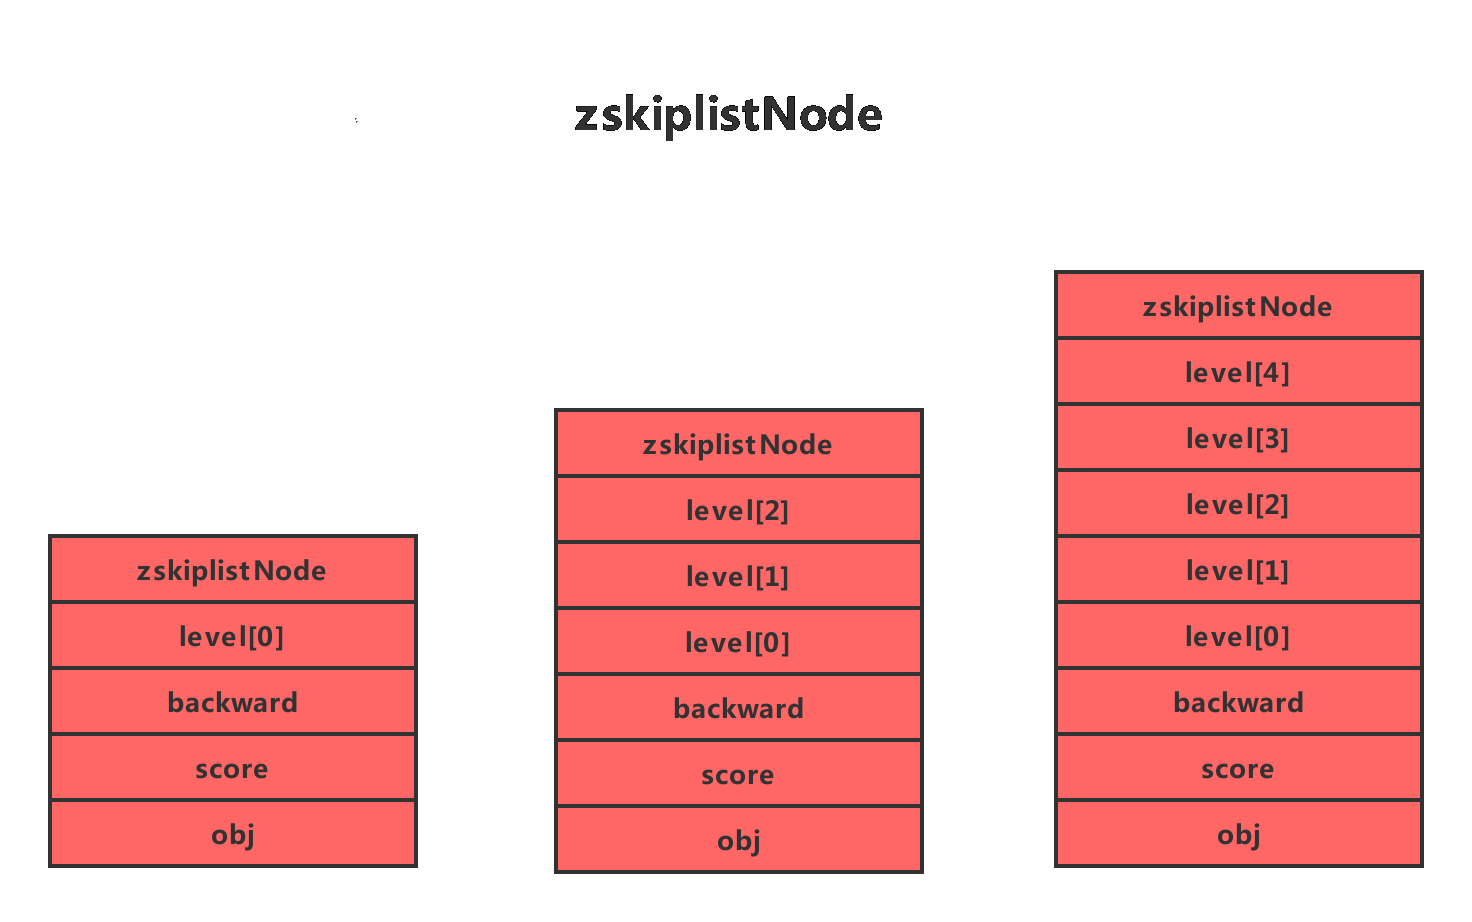 zskiplistNode
zskiplistNode
level[0]
backward
score
obj
zskiplistNode
level[2]
level[1]
level[0]
backward
score
obj
zskiplistNode
level[4]
level[3]
level[2]
level[1]
level[0]
backward
score
obj